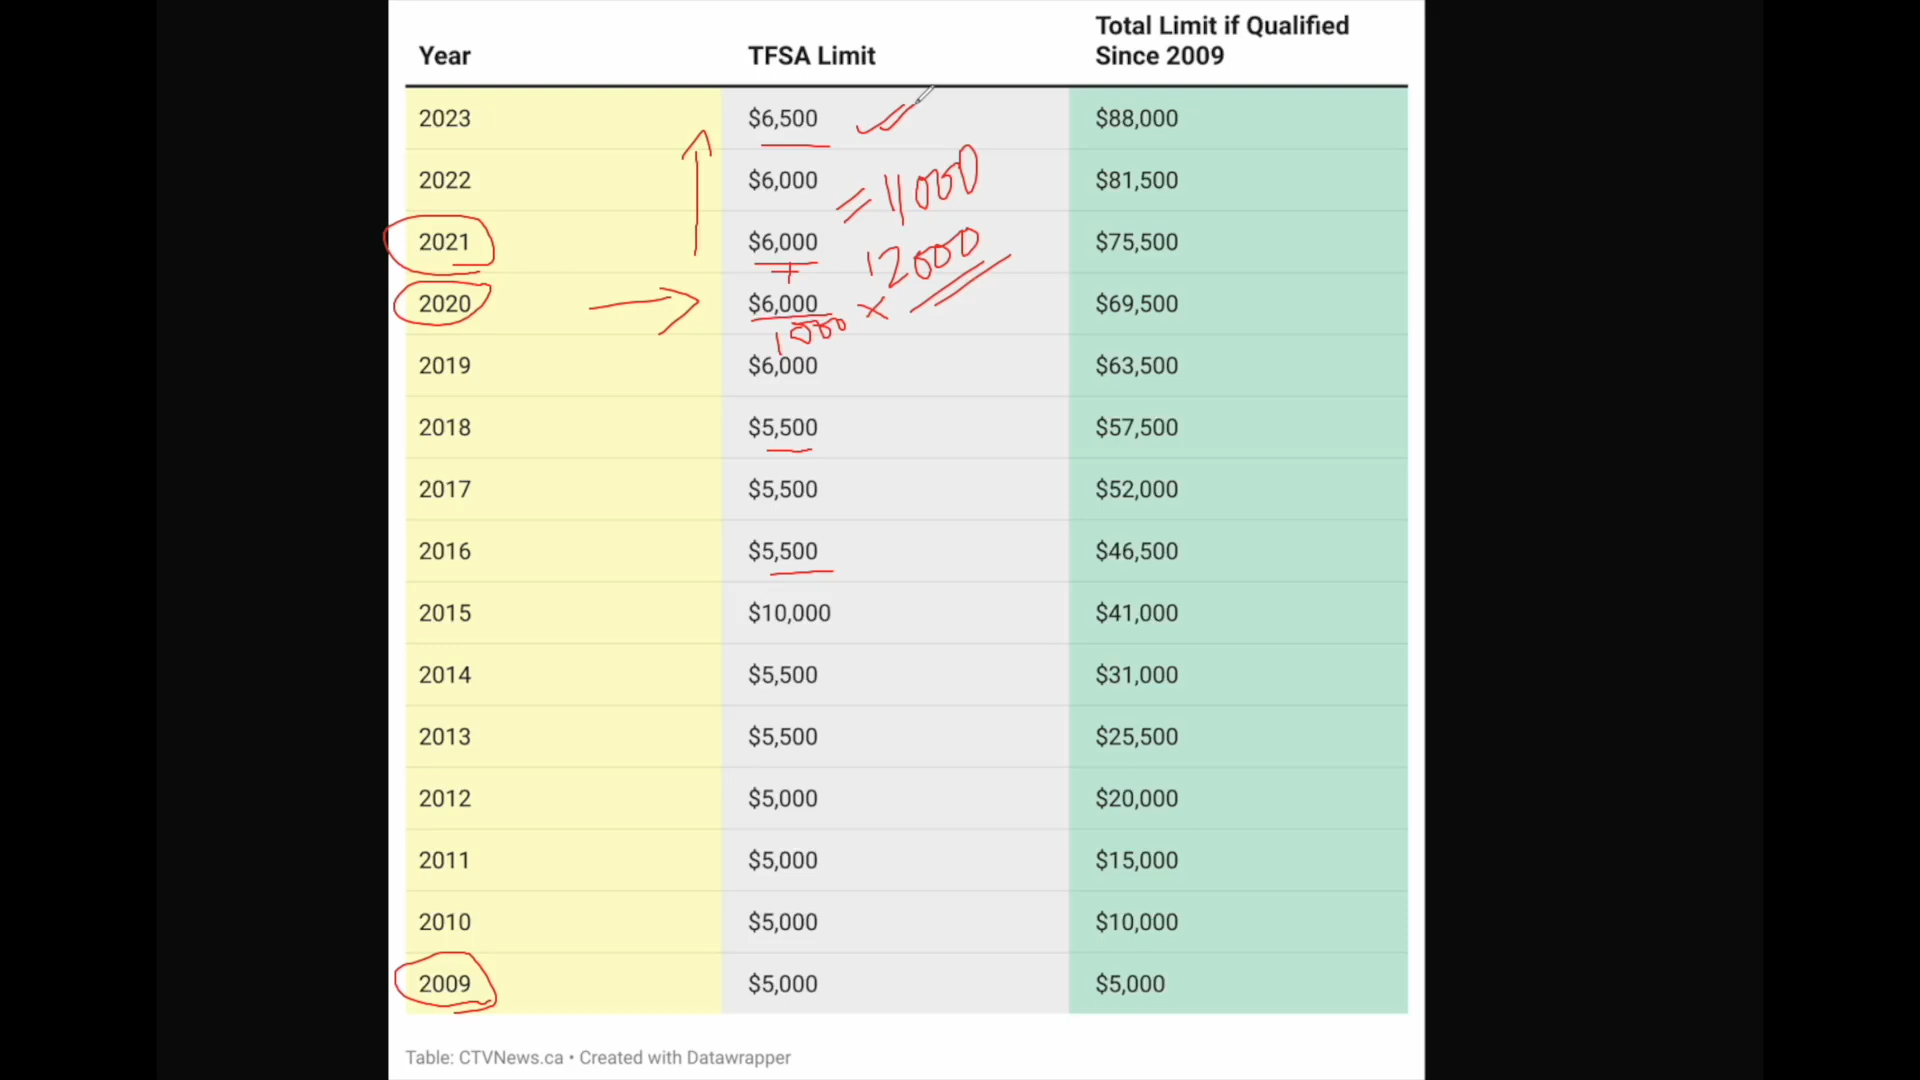 Year TFSA Limit Total Limit if Qualified Since 2009
2023 $6,500 $88,000
2022 $6,000 = 11000 $81,500
2021 $6,000 + 12000 $75,500
2020 $6,000 × $69,500
1000
2019 $6,000 $63,500
2018 $5,500 $57,500
2017 $5,500 $52,000
2016 $5,500 $46,500
2015 $10,000 $41,000
2014 $5,500 $31,000
2013 $5,500 $25,500
2012 $5,000 $20,000
2011 $5,000 $15,000
2010 $5,000 $10,000
2009 $5,000 $5,000
Table: CTVNews.ca • Created with Datawrapper